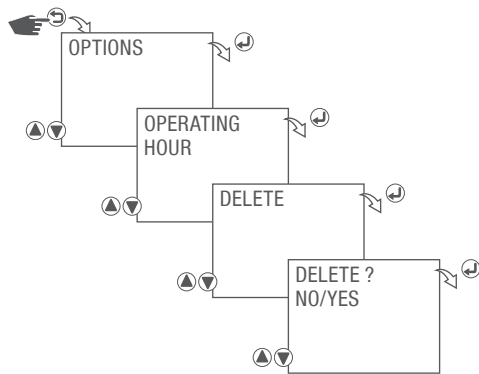 OPTIONS
OPERATING
HOUR
DELETE
DELETE ?
NO/YES